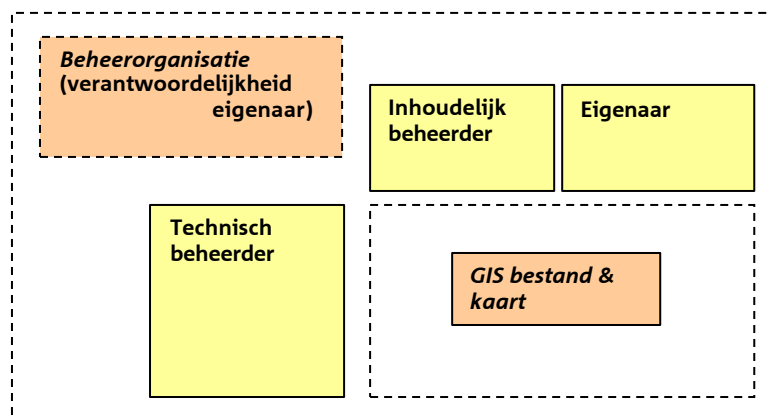 Beheerorganisatie
(verantwoordelijkheid
eigenaar)
Inhoudelijk
beheerder
Eigenaar
Technisch
beheerder
GIS bestand &
kaart